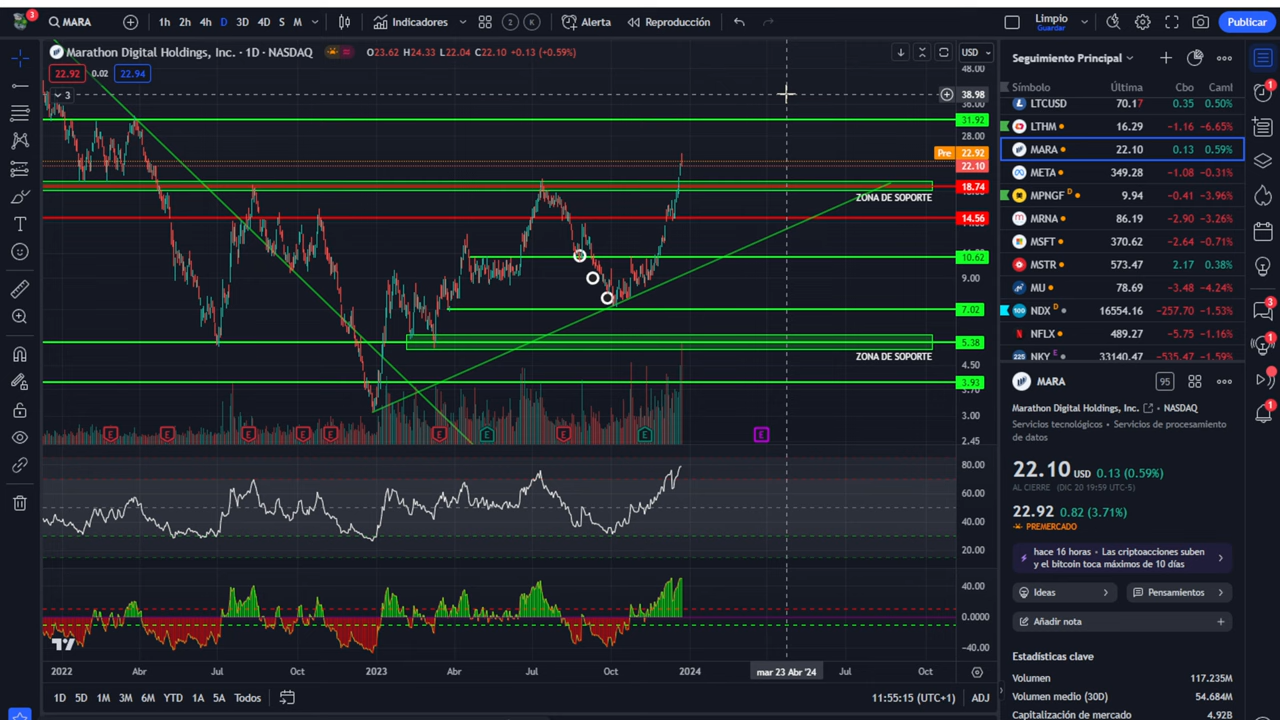 3 MARA 1h 2h 4h D 3D 4D S M Indicadores 2 K Alerta Reproducción Limpio Guardar Publicar
Marathon Digital Holdings, Inc. · 1D · NASDAQ O23.62 H24.33 L22.04 C22.10 +0.13 (+0.59%) USD
22.92 0.02 22.94
3
48.00
38.98
36.00
31.92
28.00
Pre 22.92
22.10
18.74
ZONA DE SOPORTE
14.56
10.62
9.00
7.02
5.38
ZONA DE SOPORTE
4.50
3.93
3.00
2.45
E E E E E E E E E E
80.00
60.00
40.00
20.00
40.00
0.0000
−40.00
2022 Abr Jul Oct 2023 Abr Jul Oct 2024 mar 23 Abr '24 Jul Oct
1D 5D 1M 3M 6M YTD 1A 5A Todos 11:55:15 (UTC+1) ADJ
Seguimiento Principal
Símbolo Última Cbo Cam%
LTCUSD 70.17 0.35 0.50%
LTHM 16.29 −1.16 −6.65%
MARA 22.10 0.13 0.59%
META 349.28 −1.08 −0.31%
MPNGF D 9.94 −0.41 −3.96%
MRNA 86.19 −2.90 −3.26%
MSFT 370.62 −2.64 −0.71%
MSTR 573.47 2.17 0.38%
MU 78.69 −3.48 −4.24%
NDX D 16554.16 −257.70 −1.53%
NFLX 489.27 −5.75 −1.16%
NKY E 33140.47 −535.47 −1.59%
MARA 95
Marathon Digital Holdings, Inc. · NASDAQ
Servicios tecnológicos · Servicios de procesamiento
de datos
22.10 USD 0.13 (0.59%)
AL CIERRE (DIC 20 19:59 UTC-5)
22.92 0.82 (3.71%)
PREMERCADO
hace 16 horas · Las criptoacciones suben
y el bitcoin toca máximos de 10 días
Ideas Pensamientos
Añadir nota
Estadísticas clave
Volumen 117.235M
Volumen medio (30D) 54.684M
Capitalización de mercado 4.92B